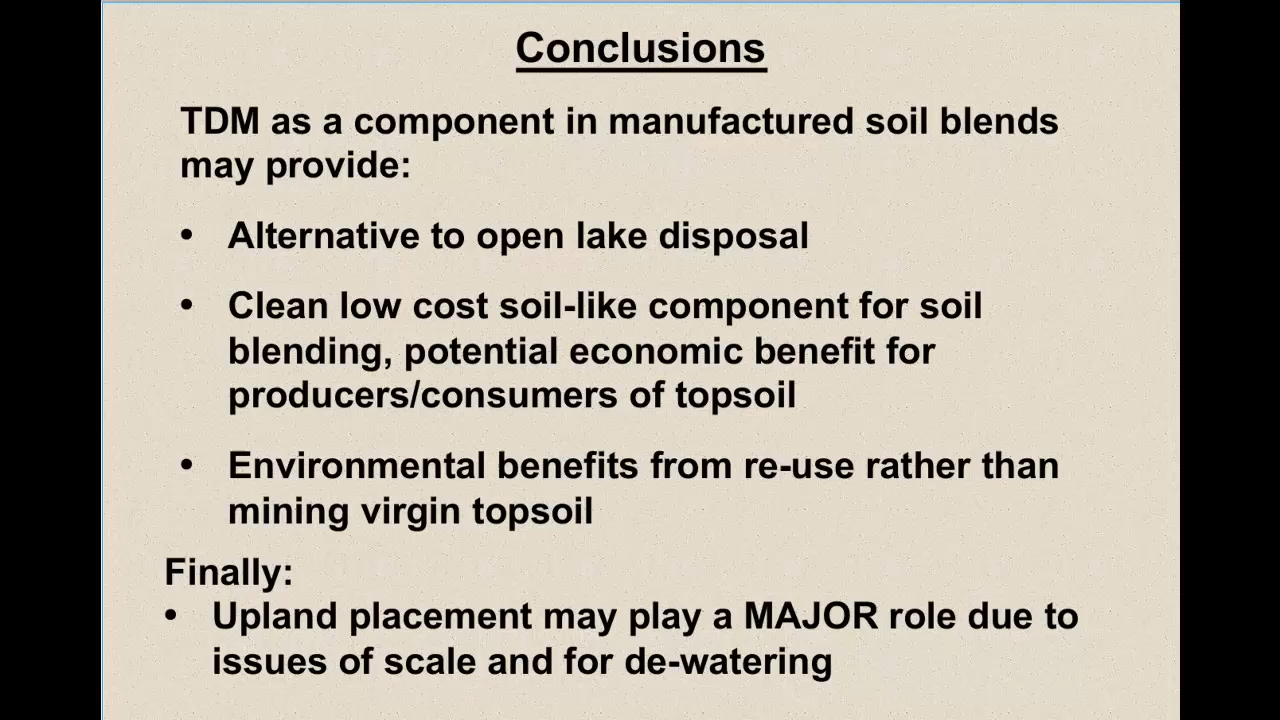 Conclusions
TDM as a component in manufactured soil blends
may provide:
• Alternative to open lake disposal
• Clean low cost soil-like component for soil
blending, potential economic benefit for
producers/consumers of topsoil
• Environmental benefits from re-use rather than
mining virgin topsoil
Finally:
• Upland placement may play a MAJOR role due to
issues of scale and for de-watering